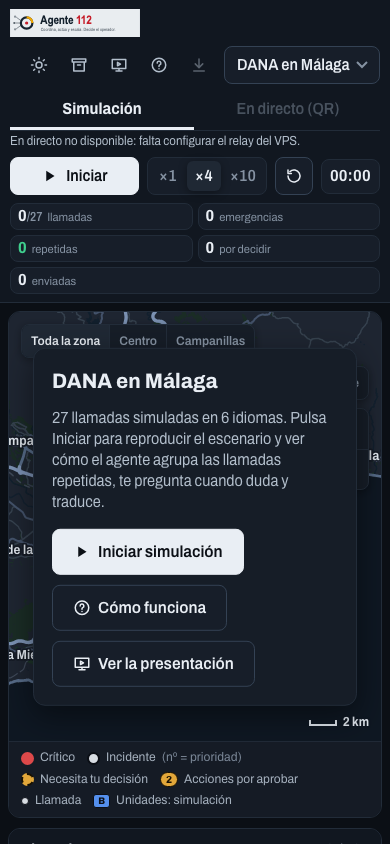 Agente 112
DANA en Málaga
Simulación
En directo (QR)
En directo no disponible: falta configurar el relay del VPS.
Iniciar
×1 ×4 ×10
00:00
0/27 llamadas
0 emergencias
0 repetidas
0 por decidir
0 enviadas
Toda la zona Centro Campanillas
DANA en Málaga
27 llamadas simuladas en 6 idiomas. Pulsa
Iniciar para reproducir el escenario y ver
cómo el agente agrupa las llamadas
repetidas, te pregunta cuando duda y
traduce.
Iniciar simulación
Cómo funciona
Ver la presentación
de la
2 km
Crítico
Incidente (nº = prioridad)
Necesita tu decisión
2 Acciones por aprobar
Llamada
B Unidades: simulación